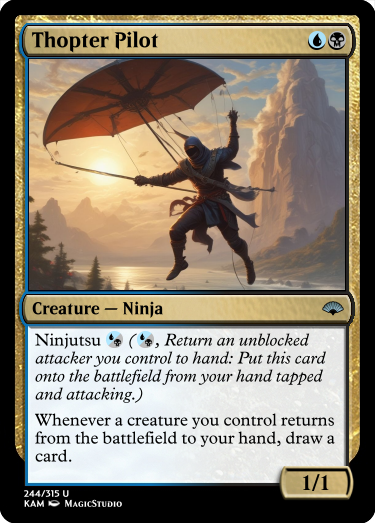 Thopter Pilot
Creature — Ninja
Ninjutsu (, Return an unblocked
attacker you control to hand: Put this card
onto the battlefield from your hand tapped
and attacking.)
Whenever a creature you control returns
from the battlefield to your hand, draw a
card.
1/1
244/315 U
KAM MagicStudio